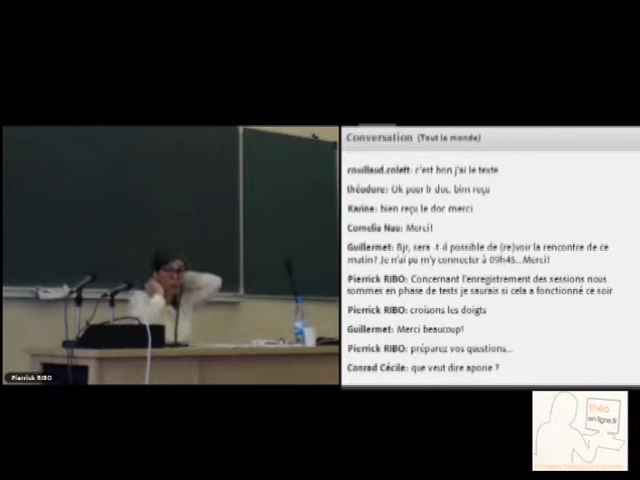 Conversation (Tout le monde)
rouillaud.colett: c'est bon j'ai le texte
théodore: Ok pour lr doc, birn reçu
Karine: bien reçu le doc merci
Cornelia Nau: Merci!
Guillermet: Bjr, sera -t-il possible de (re)voir la rencontre de ce
matin? Je n'ai pu m'y connecter à 09h45...Merci!
Pierrick RIBO: Concernant l'enregistrement des sessions nous
sommes en phase de tests je saurais si cela a fonctionné ce soir
Pierrick RIBO: croisons les doigts
Guillermet: Merci beaucoup!
Pierrick RIBO: préparez vos questions...
Conrad Cécile: que veut dire aporie ?
Pierrick RIBO
théo
en ligne.fr